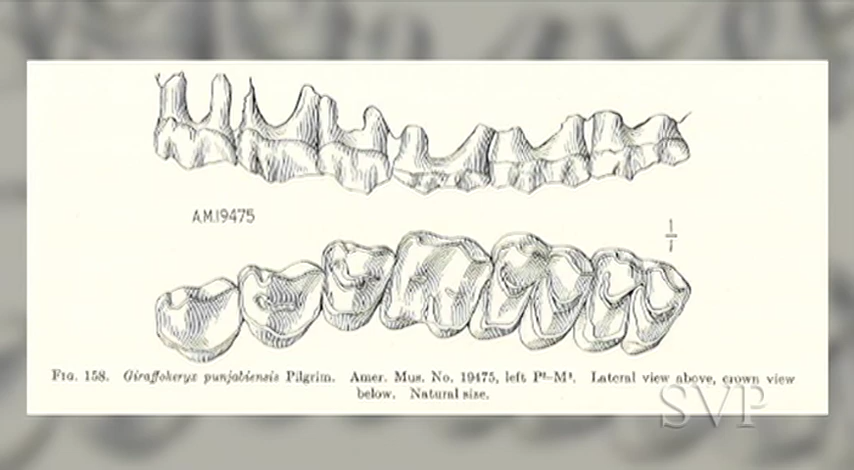 A.M.19475
1/1
FIG. 158. Giraffokeryx punjabiensis Pilgrim. Amer. Mus. No. 19475, left P²–M³. Lateral view above, crown view
below. Natural size.
SVP